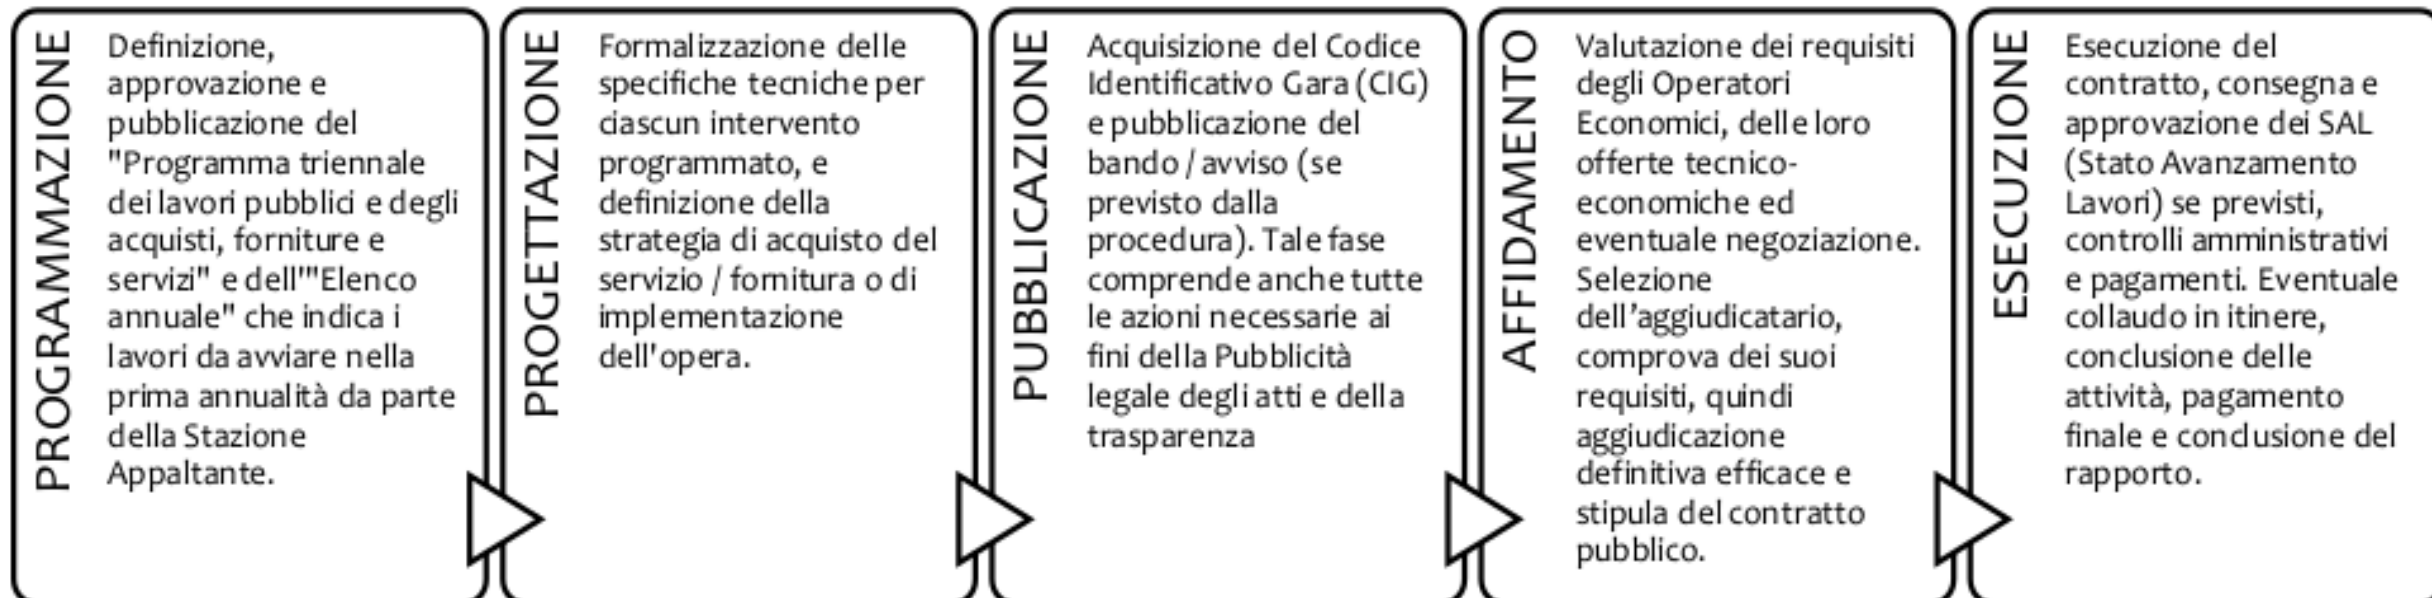 PROGRAMMAZIONE
Definizione,
approvazione e
pubblicazione del
"Programma triennale
dei lavori pubblici e degli
acquisti, forniture e
servizi" e dell'"Elenco
annuale" che indica i
lavori da avviare nella
prima annualità da parte
della Stazione
Appaltante.
PROGETTAZIONE
Formalizzazione delle
specifiche tecniche per
ciascun intervento
programmato, e
definizione della
strategia di acquisto del
servizio / fornitura o di
implementazione
dell'opera.
PUBBLICAZIONE
Acquisizione del Codice
Identificativo Gara (CIG)
e pubblicazione del
bando / avviso (se
previsto dalla
procedura). Tale fase
comprende anche tutte
le azioni necessarie ai
fini della Pubblicità
legale degli atti e della
trasparenza
AFFIDAMENTO
Valutazione dei requisiti
degli Operatori
Economici, delle loro
offerte tecnico-
economiche ed
eventuale negoziazione.
Selezione
dell’aggiudicatario,
comprova dei suoi
requisiti, quindi
aggiudicazione
definitiva efficace e
stipula del contratto
pubblico.
ESECUZIONE
Esecuzione del
contratto, consegna e
approvazione dei SAL
(Stato Avanzamento
Lavori) se previsti,
controlli amministrativi
e pagamenti. Eventuale
collaudo in itinere,
conclusione delle
attività, pagamento
finale e conclusione del
rapporto.